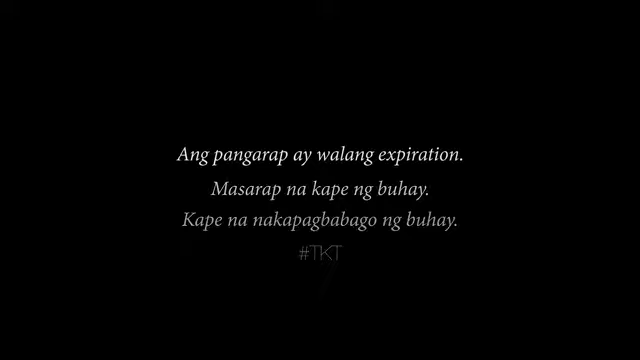 Ang pangarap ay walang expiration.
Masarap na kape ng buhay.
Kape na nakapagbabago ng buhay.
#TKT